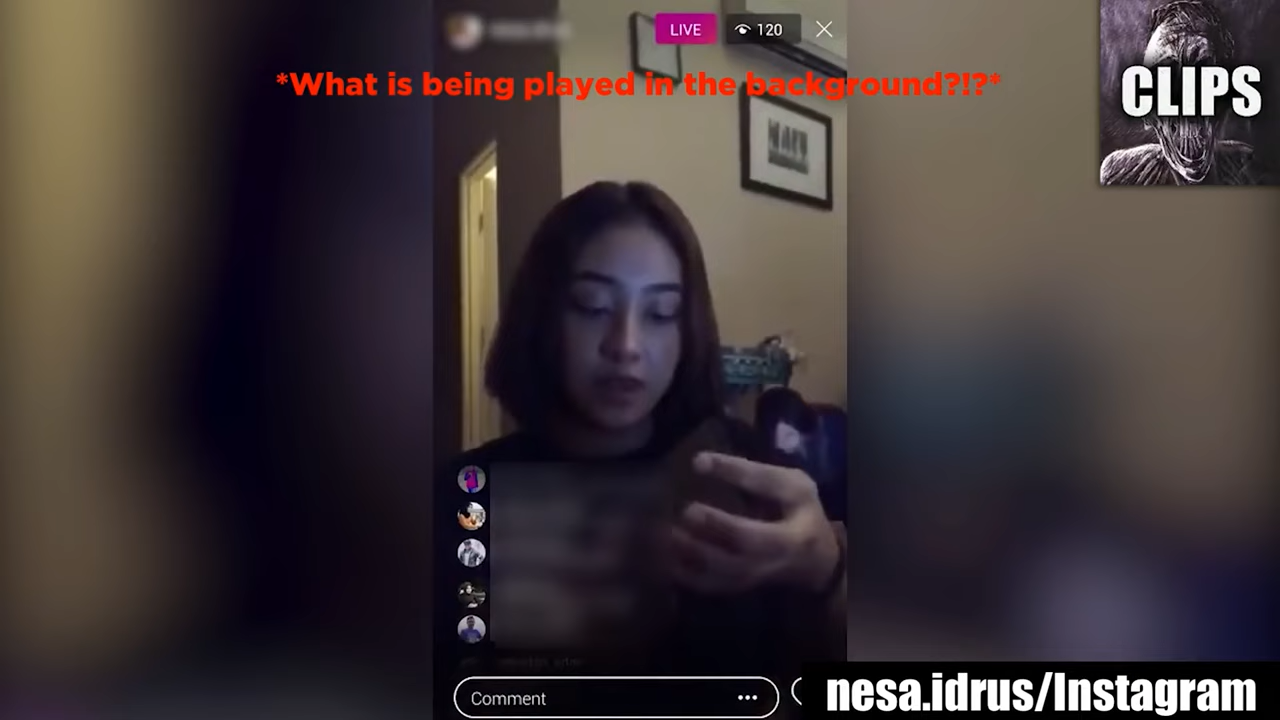 LIVE
120
*What is being played in the background?!?*
CLIPS
Comment
nesa.idrus/Instagram